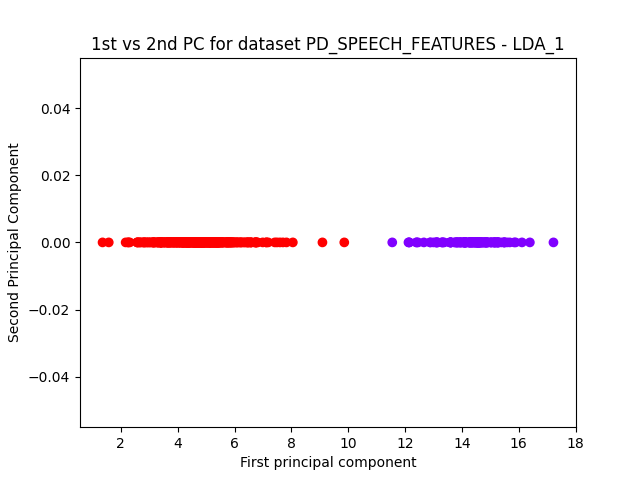 1st vs 2nd PC for dataset PD_SPEECH_FEATURES - LDA_1
Second Principal Component
0.04
0.02
0.00
−0.02
−0.04
2 4 6 8 10 12 14 16 18
First principal component